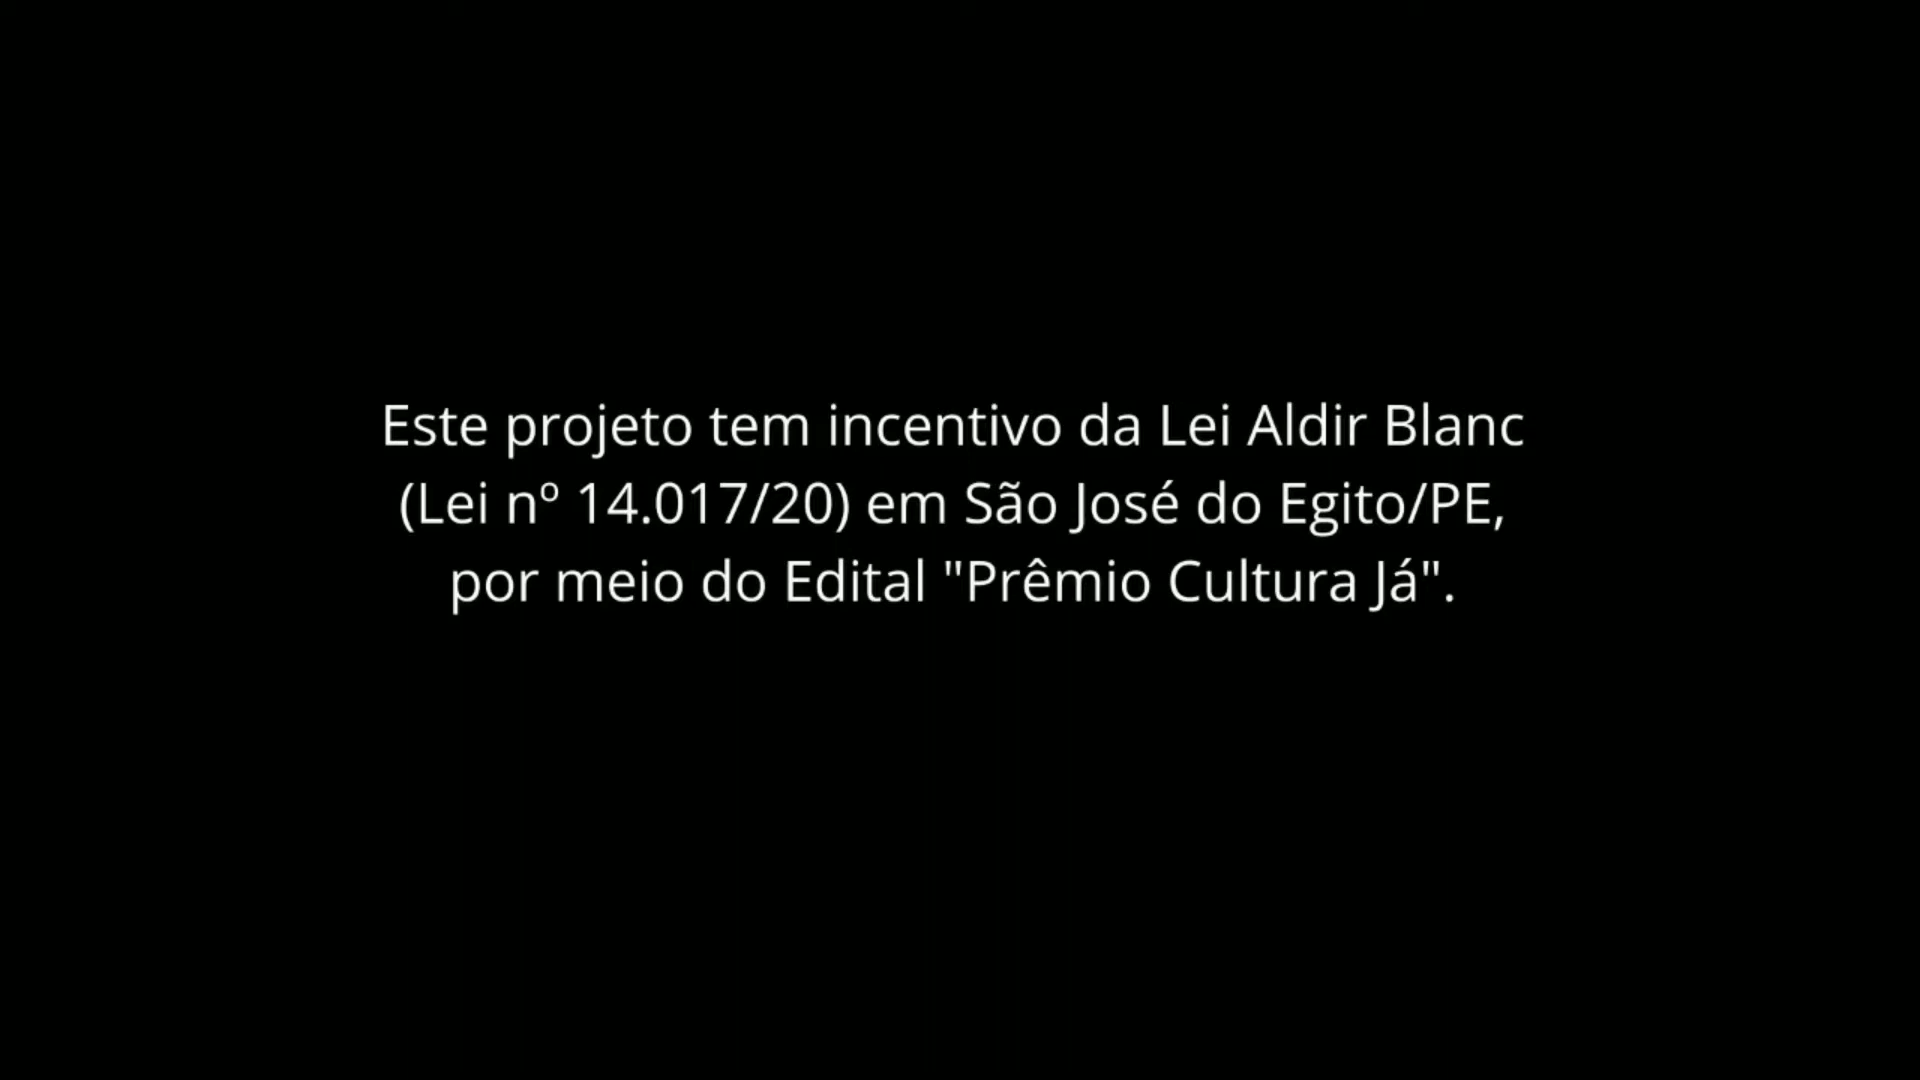 Este projeto tem incentivo da Lei Aldir Blanc
(Lei nº 14.017/20) em São José do Egito/PE,
por meio do Edital "Prêmio Cultura Já".